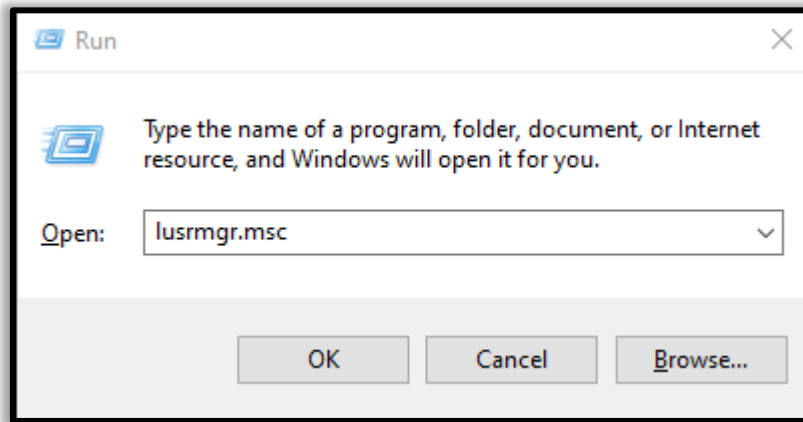 Run
Type the name of a program, folder, document, or Internet
resource, and Windows will open it for you.
Open:
lusrmgr.msc
OK
Cancel
Browse...